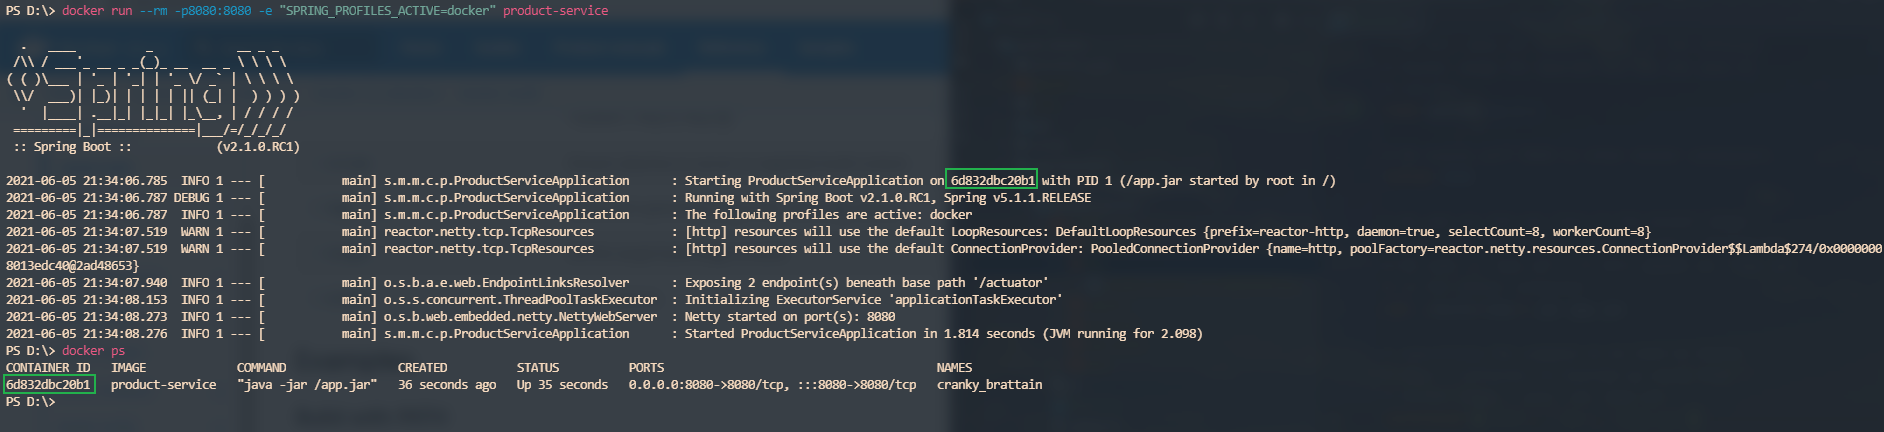 PS D:\> docker run --rm -p8080:8080 -e "SPRING_PROFILES_ACTIVE=docker" product-service
  .   ____          _            __ _ _
 /\\ / ___'_ __ _ _(_)_ __  __ _ \ \ \ \
( ( )\___ | '_ | '_| | '_ \/ _` | \ \ \ \
 \\/  ___)| |_)| | | | | || (_| |  ) ) ) )
  '  |____| .__|_| |_|_| |_\__, | / / / /
 =========|_|==============|___/=/_/_/_/
 :: Spring Boot ::            (v2.1.0.RC1)
2021-06-05 21:34:06.785  INFO 1 --- [           main] s.m.m.c.p.ProductServiceApplication      : Starting ProductServiceApplication on 6d832dbc20b1 with PID 1 (/app.jar started by root in /)
2021-06-05 21:34:06.787 DEBUG 1 --- [           main] s.m.m.c.p.ProductServiceApplication      : Running with Spring Boot v2.1.0.RC1, Spring v5.1.1.RELEASE
2021-06-05 21:34:06.787  INFO 1 --- [           main] s.m.m.c.p.ProductServiceApplication      : The following profiles are active: docker
2021-06-05 21:34:07.519  WARN 1 --- [           main] reactor.netty.tcp.TcpResources           : [http] resources will use the default LoopResources: DefaultLoopResources {prefix=reactor-http, daemon=true, selectCount=8, workerCount=8}
2021-06-05 21:34:07.519  WARN 1 --- [           main] reactor.netty.tcp.TcpResources           : [http] resources will use the default ConnectionProvider: PooledConnectionProvider {name=http, poolFactory=reactor.netty.resources.ConnectionProvider$$Lambda$274/0x0000000
8013edc40@2ad48653}
2021-06-05 21:34:07.940  INFO 1 --- [           main] o.s.b.a.e.web.EndpointLinksResolver      : Exposing 2 endpoint(s) beneath base path '/actuator'
2021-06-05 21:34:08.153  INFO 1 --- [           main] o.s.s.concurrent.ThreadPoolTaskExecutor  : Initializing ExecutorService 'applicationTaskExecutor'
2021-06-05 21:34:08.273  INFO 1 --- [           main] o.s.b.web.embedded.netty.NettyWebServer  : Netty started on port(s): 8080
2021-06-05 21:34:08.276  INFO 1 --- [           main] s.m.m.c.p.ProductServiceApplication      : Started ProductServiceApplication in 1.814 seconds (JVM running for 2.098)
PS D:\> docker ps
CONTAINER ID   IMAGE             COMMAND                CREATED          STATUS          PORTS                                       NAMES
6d832dbc20b1   product-service   "java -jar /app.jar"   36 seconds ago   Up 35 seconds   0.0.0.0:8080->8080/tcp, :::8080->8080/tcp   cranky_brattain
PS D:\>